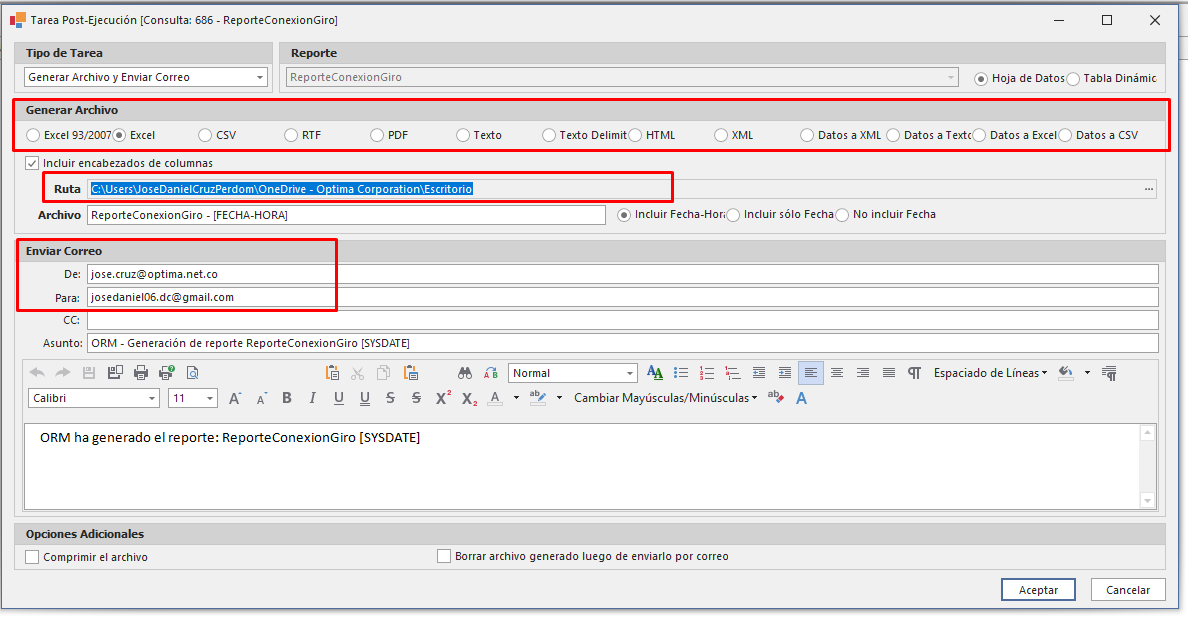 Tarea Post-Ejecución [Consulta: 686 - ReporteConexionGiro]
Tipo de Tarea
Reporte
Generar Archivo y Enviar Correo
ReporteConexionGiro
Hoja de Datos
Tabla Dinámic
Generar Archivo
Excel 93/2007
Excel
CSV
RTF
PDF
Texto
Texto Delimit
HTML
XML
Datos a XML
Datos a Texto
Datos a Excel
Datos a CSV
Incluir encabezados de columnas
Ruta
C:\Users\JoseDanielCruzPerdom\OneDrive - Optima Corporation\Escritorio
...
Archivo
ReporteConexionGiro - [FECHA-HORA]
Incluir Fecha-Hora
Incluir sólo Fecha
No incluir Fecha
Enviar Correo
De:
jose.cruz@optima.net.co
Para:
josedaniel06.dc@gmail.com
CC:
Asunto:
ORM - Generación de reporte ReporteConexionGiro [SYSDATE]
Normal
Espaciado de Líneas
Calibri
11
Cambiar Mayúsculas/Minúsculas
ORM ha generado el reporte: ReporteConexionGiro [SYSDATE]
Opciones Adicionales
Comprimir el archivo
Borrar archivo generado luego de enviarlo por correo
Aceptar
Cancelar